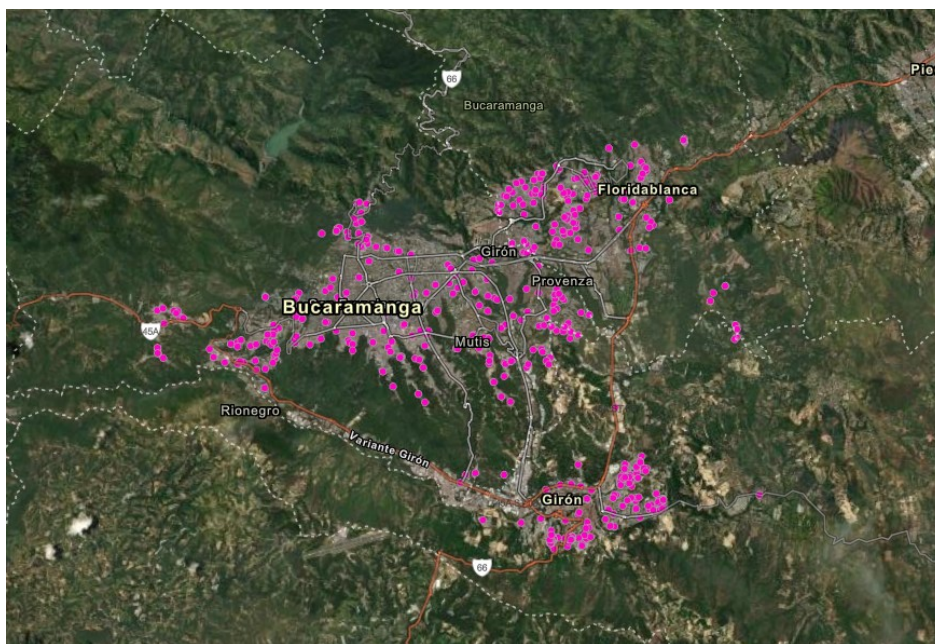 66
Pie
Bucaramanga
Floridablanca
Girón
Provenza
Bucaramanga
45A
Mutis
Rionegro
Variante Girón
Girón
66